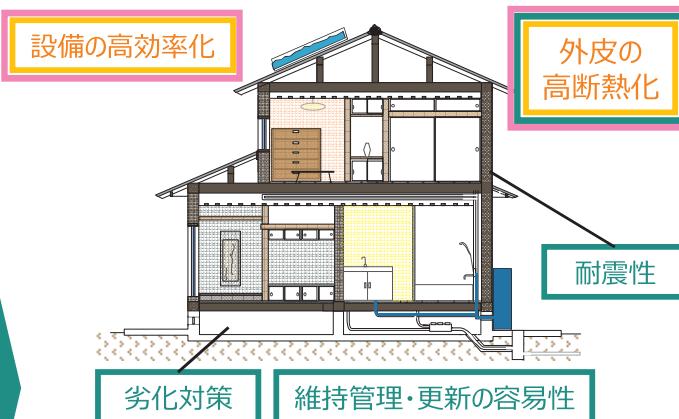 設備の高効率化
外皮の
高断熱化
耐震性
劣化対策
維持管理・更新の容易性